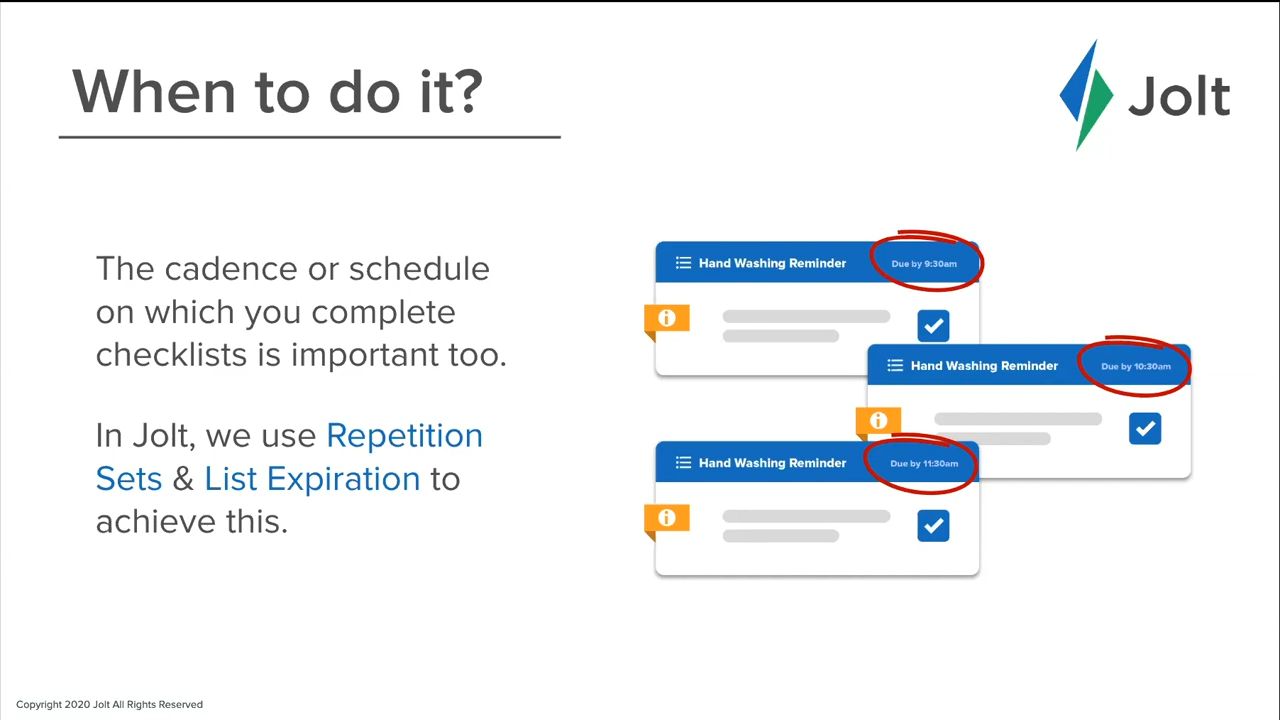 When to do it?
Jolt
The cadence or schedule
on which you complete
checklists is important too.
In Jolt, we use Repetition
Sets & List Expiration to
achieve this.
Hand Washing Reminder
Due by 9:30am
Hand Washing Reminder
Due by 10:30am
Hand Washing Reminder
Due by 11:30am
Copyright 2020 Jolt All Rights Reserved